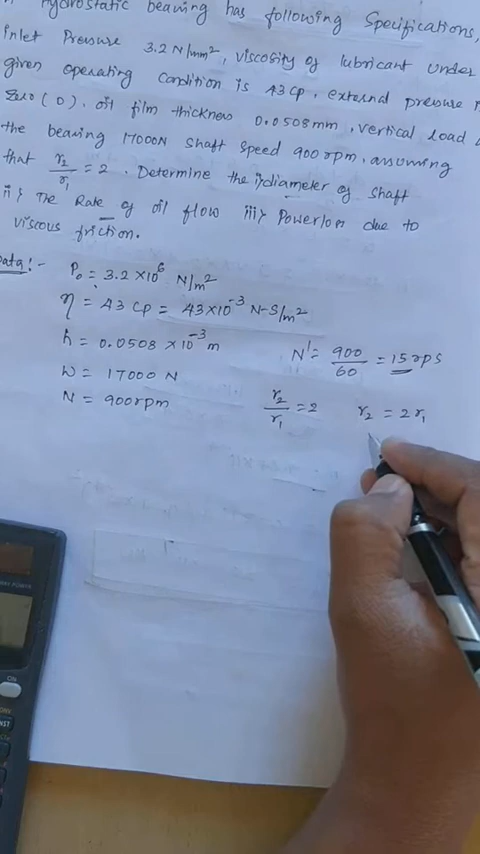 Hydrostatic bearing has following Specifications,
inlet Pressure 3.2 N/mm², viscosity of lubricant under
given operating condition is 43 CP, external pressure
Zero (0). oil film thickness 0.0508mm, vertical load
the bearing 17000N shaft speed 900 rpm, assuming
that r₂/r₁ = 2 . Determine the i) diameter of Shaft
ii} The Rate of oil flow iii} Powerloss due to
viscous friction.
Data:-
P₀ = 3.2 × 10⁶ N/m²
η = 43 CP = 43×10⁻³ N-S/m²
h = 0.0508 × 10⁻³ m
N' = 900/60 = 15 rps
W = 17000 N
N = 900rpm
r₂/r₁ = 2 r₂ = 2r₁
ON